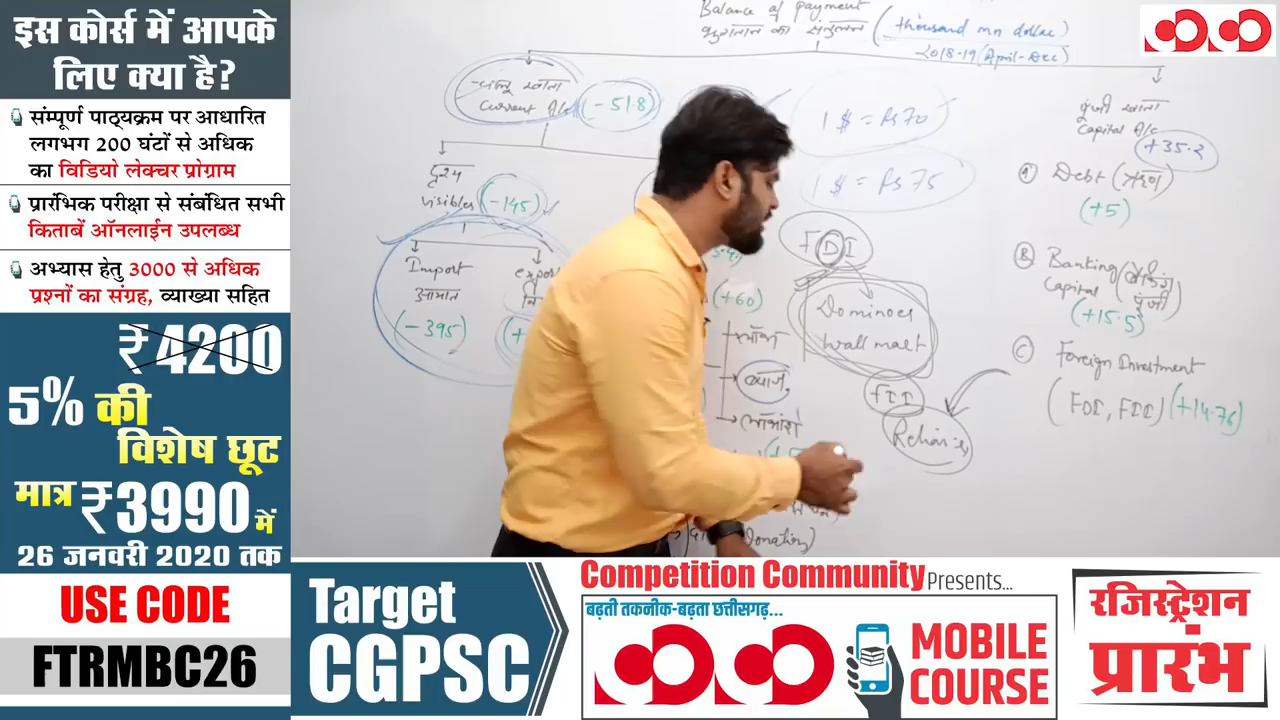 इस कोर्स में आपके
लिए क्या है?
संम्पूर्ण पाठ्यक्रम पर आधारित
लगभग 200 घंटों से अधिक
का विडियो लेक्चर प्रोग्राम
प्रारंभिक परीक्षा से संबंधित सभी
किताबें ऑनलाईन उपलब्ध
अभ्यास हेतु 3000 से अधिक
प्रश्नों का संग्रह, व्याख्या सहित
₹4200
5% की
विशेष छूट
मात्र ₹3990 में
26 जनवरी 2020 तक
USE CODE
FTRMBC26
Balance of payment
भुगतान का संतुलन
(thousand mn dollar)
2018-19 (April-Dec)
चालू खाता
Current A/c
(-51.8)
दृश्य
visibles (-145)
Import
आयात
(-395)
1 $ = Rs 70
1 $ = Rs 75
FDI
Dominoes
Wall mart
FII
(+60)
ब्याज
लाभांश
Donation)
पूंजी खाता
Capital A/c
+35.2
Debt (ऋण)
(+5)
B Banking
Capital
(+15.5)
C Foreign Investment
(FDI, FII) (+14.76)
Target
CGPSC
Competition Community Presents...
बढ़ती तकनीक-बढ़ता छत्तीसगढ़...
MOBILE
COURSE
रजिस्ट्रेशन
प्रारंभ